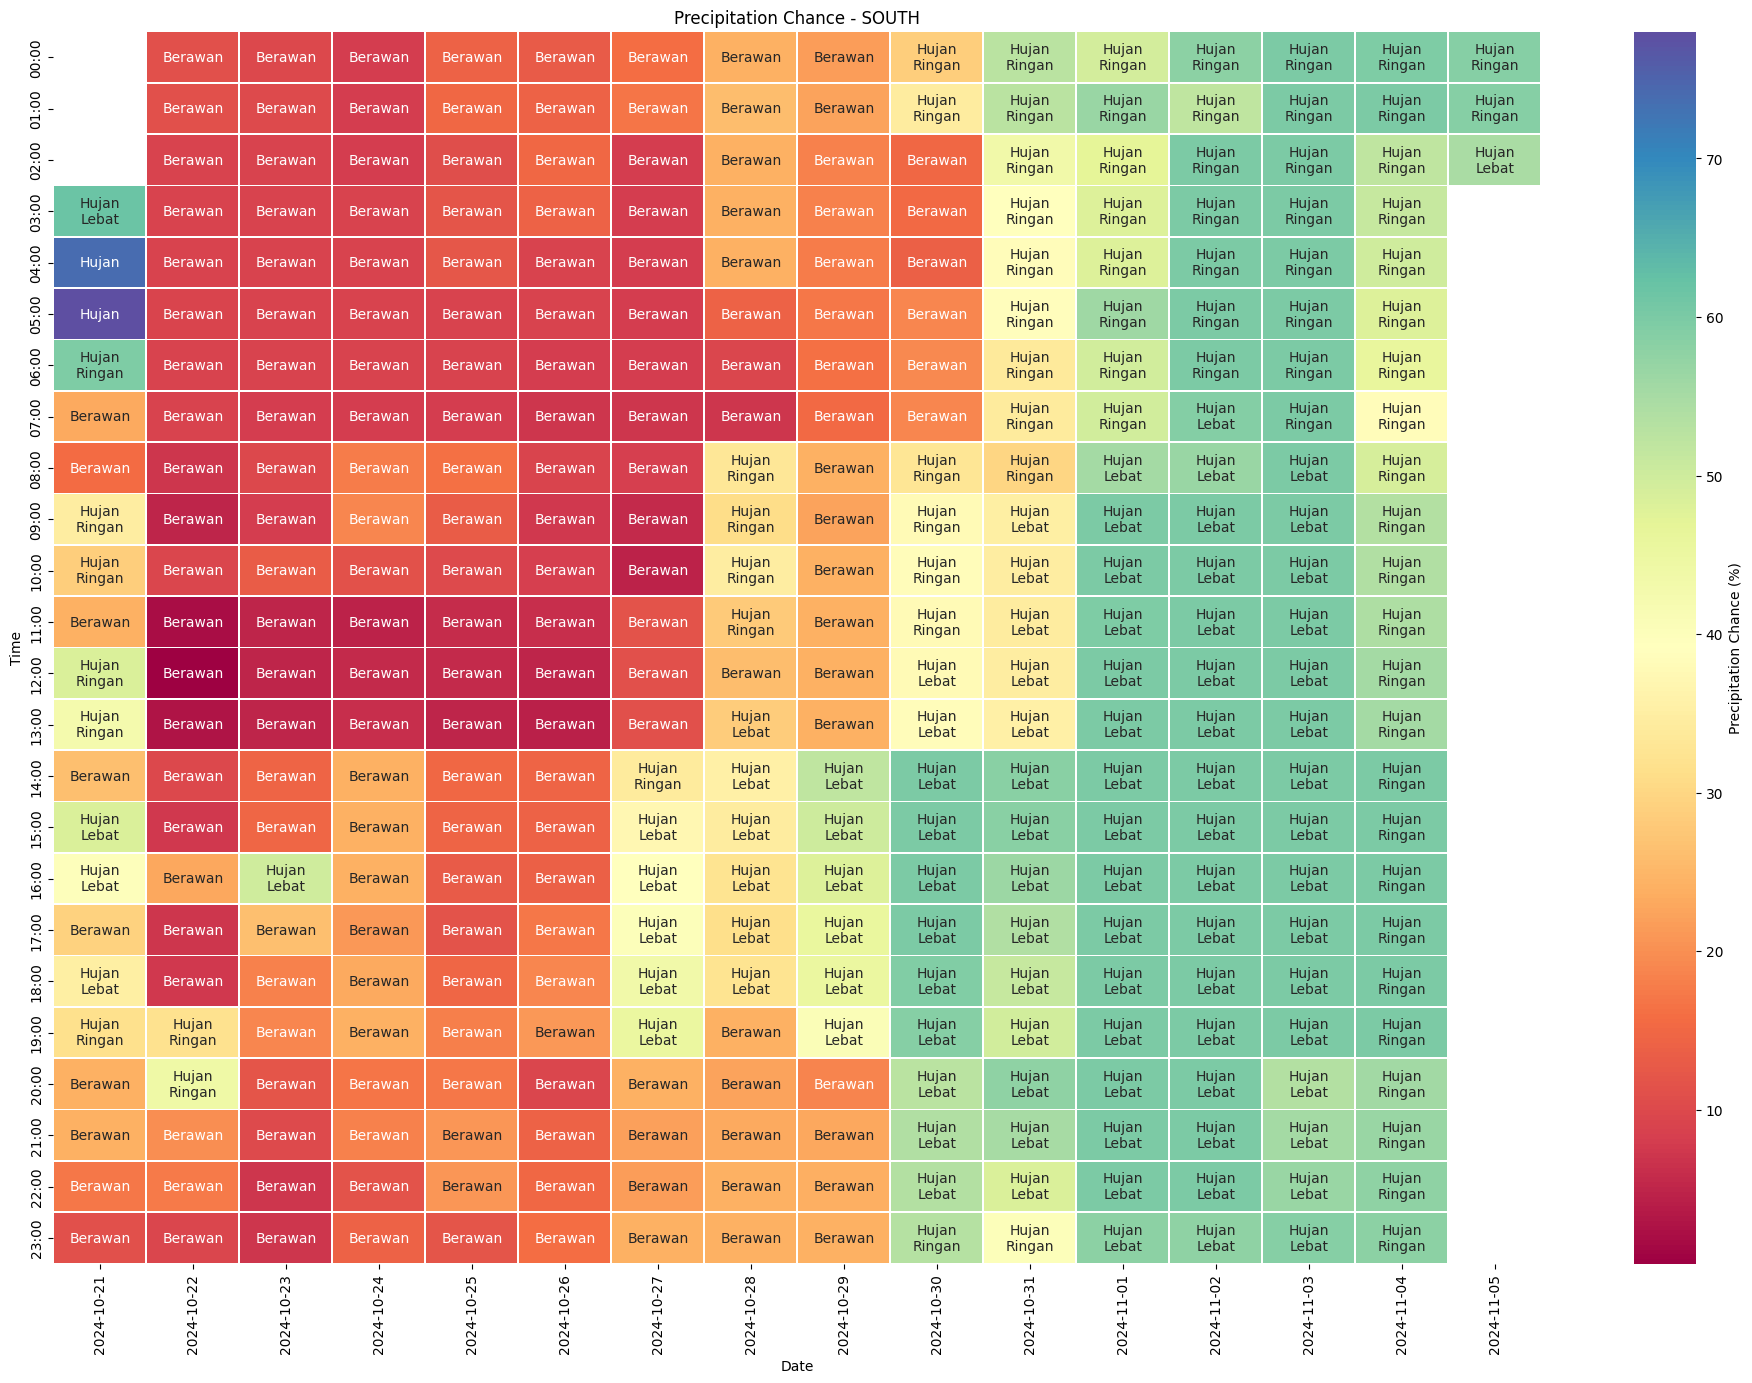 Precipitation Chance - SOUTH
00:00 Berawan Berawan Berawan Berawan Berawan Berawan Berawan Berawan Hujan Ringan Hujan Ringan Hujan Ringan Hujan Ringan Hujan Ringan Hujan Ringan Hujan Ringan
01:00 Berawan Berawan Berawan Berawan Berawan Berawan Berawan Berawan Hujan Ringan Hujan Ringan Hujan Ringan Hujan Ringan Hujan Ringan Hujan Ringan Hujan Ringan
02:00 Berawan Berawan Berawan Berawan Berawan Berawan Berawan Berawan Berawan Hujan Ringan Hujan Ringan Hujan Ringan Hujan Ringan Hujan Ringan Hujan Lebat
03:00 Hujan Lebat Berawan Berawan Berawan Berawan Berawan Berawan Berawan Berawan Berawan Hujan Ringan Hujan Ringan Hujan Ringan Hujan Ringan Hujan Ringan
04:00 Hujan Berawan Berawan Berawan Berawan Berawan Berawan Berawan Berawan Berawan Hujan Ringan Hujan Ringan Hujan Ringan Hujan Ringan Hujan Ringan
05:00 Hujan Berawan Berawan Berawan Berawan Berawan Berawan Berawan Berawan Berawan Hujan Ringan Hujan Ringan Hujan Ringan Hujan Ringan Hujan Ringan
06:00 Hujan Ringan Berawan Berawan Berawan Berawan Berawan Berawan Berawan Berawan Berawan Hujan Ringan Hujan Ringan Hujan Ringan Hujan Ringan Hujan Ringan
07:00 Berawan Berawan Berawan Berawan Berawan Berawan Berawan Berawan Berawan Berawan Hujan Ringan Hujan Ringan Hujan Lebat Hujan Ringan Hujan Ringan
08:00 Berawan Berawan Berawan Berawan Berawan Berawan Berawan Hujan Ringan Berawan Hujan Ringan Hujan Ringan Hujan Lebat Hujan Lebat Hujan Lebat Hujan Ringan
09:00 Hujan Ringan Berawan Berawan Berawan Berawan Berawan Berawan Hujan Ringan Berawan Hujan Ringan Hujan Lebat Hujan Lebat Hujan Lebat Hujan Lebat Hujan Ringan
10:00 Hujan Ringan Berawan Berawan Berawan Berawan Berawan Berawan Hujan Ringan Berawan Hujan Ringan Hujan Lebat Hujan Lebat Hujan Lebat Hujan Lebat Hujan Ringan
11:00 Berawan Berawan Berawan Berawan Berawan Berawan Berawan Hujan Ringan Berawan Hujan Ringan Hujan Lebat Hujan Lebat Hujan Lebat Hujan Lebat Hujan Ringan
12:00 Hujan Ringan Berawan Berawan Berawan Berawan Berawan Berawan Berawan Berawan Hujan Lebat Hujan Lebat Hujan Lebat Hujan Lebat Hujan Lebat Hujan Ringan
13:00 Hujan Ringan Berawan Berawan Berawan Berawan Berawan Berawan Hujan Lebat Berawan Hujan Lebat Hujan Lebat Hujan Lebat Hujan Lebat Hujan Lebat Hujan Ringan
14:00 Berawan Berawan Berawan Berawan Berawan Berawan Hujan Ringan Hujan Lebat Hujan Lebat Hujan Lebat Hujan Lebat Hujan Lebat Hujan Lebat Hujan Lebat Hujan Ringan
15:00 Hujan Lebat Berawan Berawan Berawan Berawan Berawan Hujan Lebat Hujan Lebat Hujan Lebat Hujan Lebat Hujan Lebat Hujan Lebat Hujan Lebat Hujan Lebat Hujan Ringan
16:00 Hujan Lebat Berawan Hujan Lebat Berawan Berawan Berawan Hujan Lebat Hujan Lebat Hujan Lebat Hujan Lebat Hujan Lebat Hujan Lebat Hujan Lebat Hujan Lebat Hujan Ringan
17:00 Berawan Berawan Berawan Berawan Berawan Berawan Hujan Lebat Hujan Lebat Hujan Lebat Hujan Lebat Hujan Lebat Hujan Lebat Hujan Lebat Hujan Lebat Hujan Ringan
18:00 Hujan Lebat Berawan Berawan Berawan Berawan Berawan Hujan Lebat Hujan Lebat Hujan Lebat Hujan Lebat Hujan Lebat Hujan Lebat Hujan Lebat Hujan Lebat Hujan Ringan
19:00 Hujan Ringan Hujan Ringan Berawan Berawan Berawan Berawan Hujan Lebat Berawan Hujan Lebat Hujan Lebat Hujan Lebat Hujan Lebat Hujan Lebat Hujan Lebat Hujan Ringan
20:00 Berawan Hujan Ringan Berawan Berawan Berawan Berawan Berawan Berawan Berawan Hujan Lebat Hujan Lebat Hujan Lebat Hujan Lebat Hujan Lebat Hujan Ringan
21:00 Berawan Berawan Berawan Berawan Berawan Berawan Berawan Berawan Berawan Hujan Lebat Hujan Lebat Hujan Lebat Hujan Lebat Hujan Lebat Hujan Ringan
22:00 Berawan Berawan Berawan Berawan Berawan Berawan Berawan Berawan Berawan Hujan Lebat Hujan Lebat Hujan Lebat Hujan Lebat Hujan Lebat Hujan Ringan
23:00 Berawan Berawan Berawan Berawan Berawan Berawan Berawan Berawan Berawan Hujan Ringan Hujan Ringan Hujan Lebat Hujan Lebat Hujan Lebat Hujan Ringan
Time
2024-10-21 2024-10-22 2024-10-23 2024-10-24 2024-10-25 2024-10-26 2024-10-27 2024-10-28 2024-10-29 2024-10-30 2024-10-31 2024-11-01 2024-11-02 2024-11-03 2024-11-04 2024-11-05
Date
70
60
50
40
30
20
10
Precipitation Chance (%)